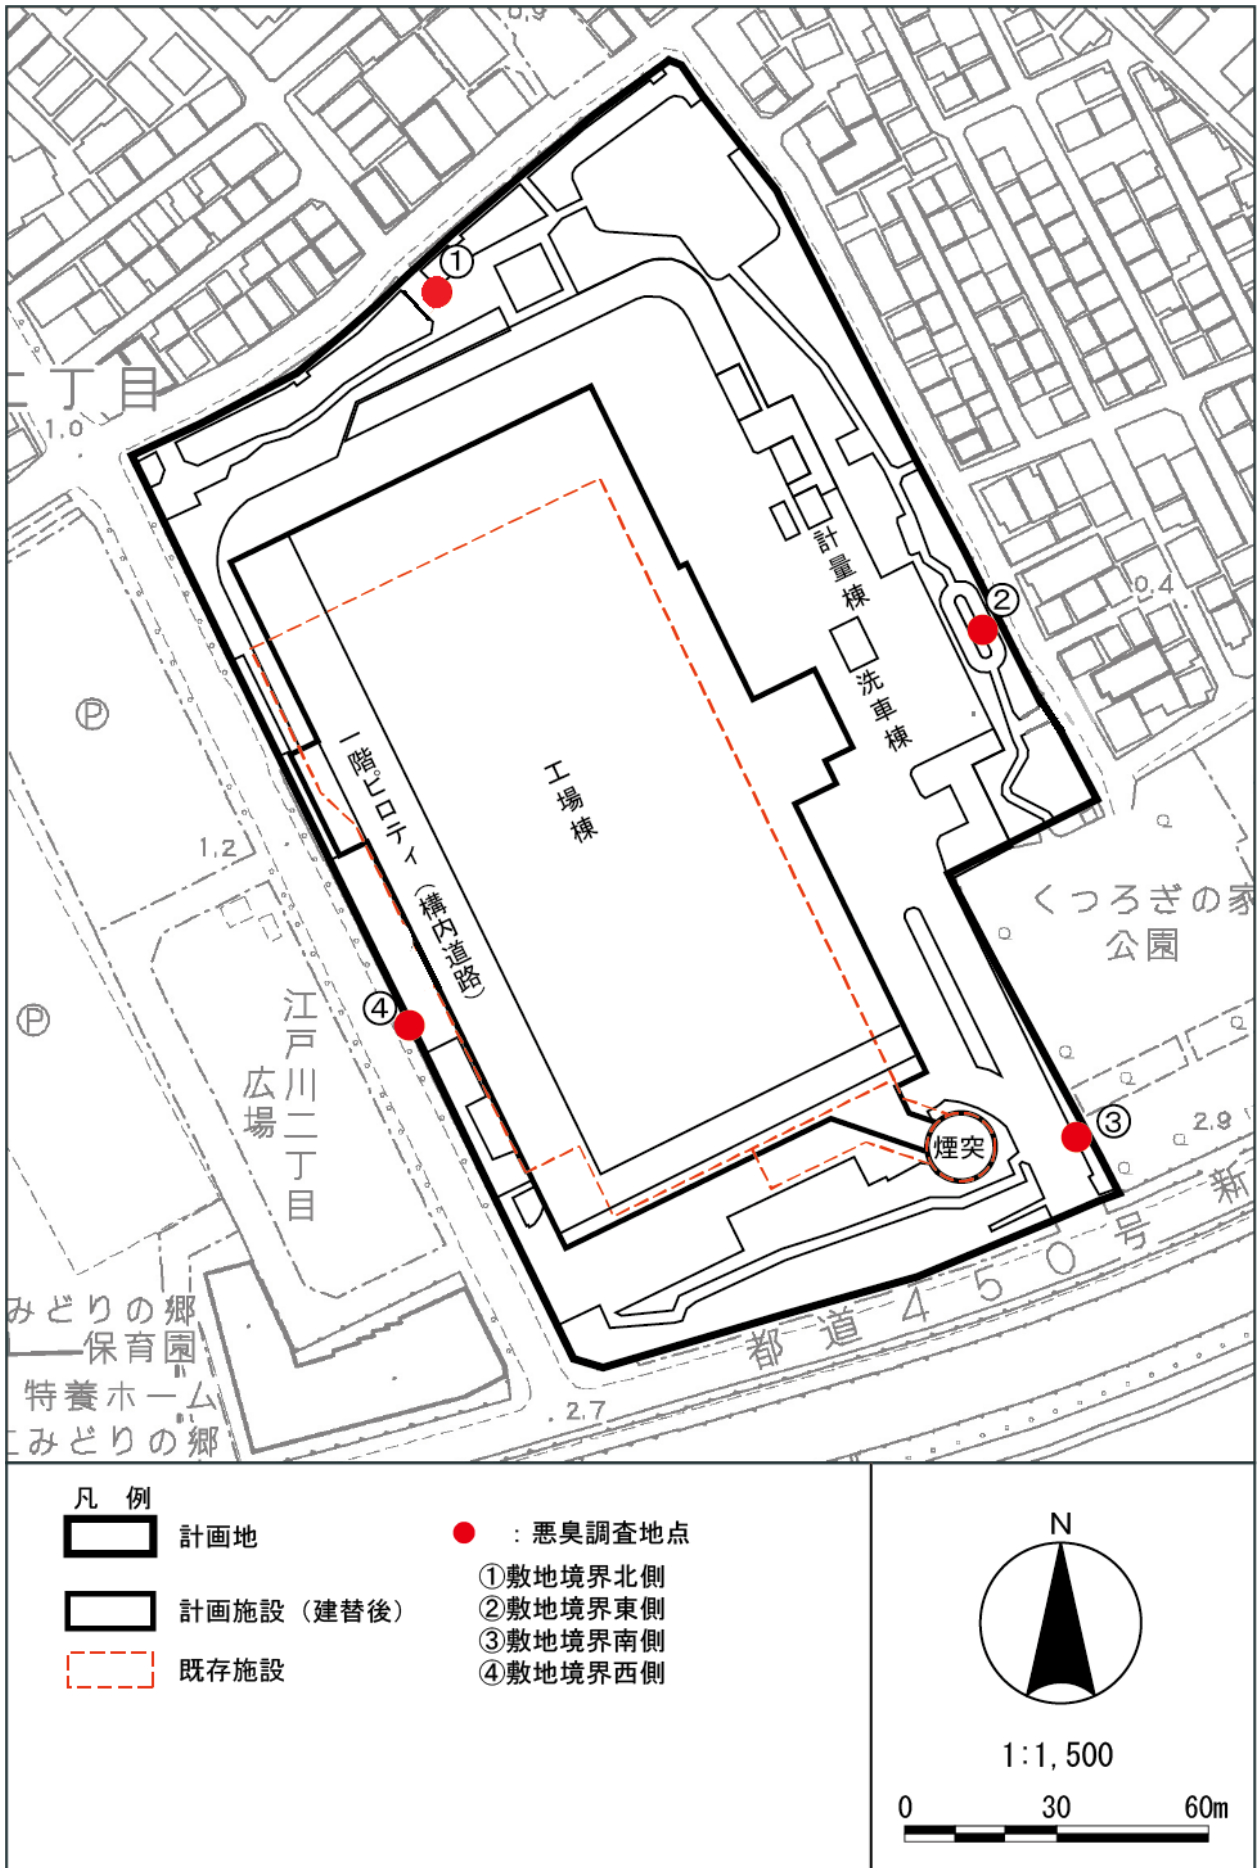 二丁目
1.0
①
0.4
②
計量棟
洗車棟
Ⓟ
一階ピロティ（構内道路）
工場棟
1.2
くつろぎの家
公園
④
江戸川二丁目
広場
Ⓟ
煙突
③
2.9
都道450号
新
みどりの郷
保育園
特養ホーム
みどりの郷
2.7
凡　例
計画地
計画施設（建替後）
既存施設
：悪臭調査地点
①敷地境界北側
②敷地境界東側
③敷地境界南側
④敷地境界西側
N
1:1,500
0 30 60m